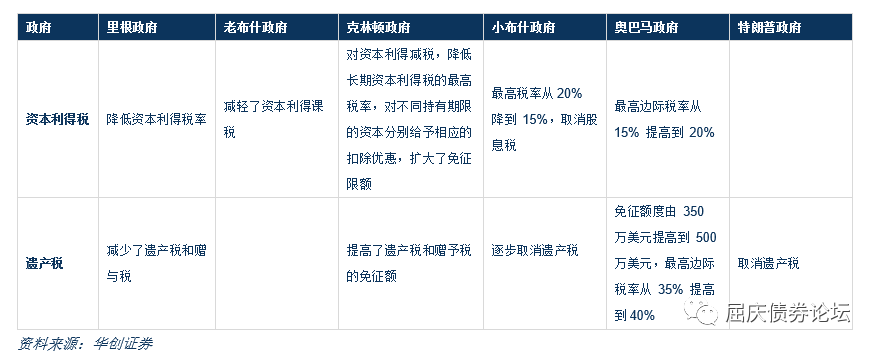 政府 里根政府 老布什政府 克林顿政府 小布什政府 奥巴马政府 特朗普政府
资本利得税
降低资本利得税率
减轻了资本利得课
税
对资本利得减税，降低
长期资本利得税的最高
税率，对不同持有期限
的资本分别给予相应的
扣除优惠，扩大了免征
限额
最高税率从 20%
降到 15%，取消股
息税
最高边际税率从
15% 提高到 20%
遗产税
减少了遗产税和赠
与税
提高了遗产税和赠予税
的免征额
逐步取消遗产税
免征额度由 350
万美元提高到 500
万美元，最高边际
税率从 35% 提高
到 40%
取消遗产税
屈庆债券论坛
资料来源：华创证券